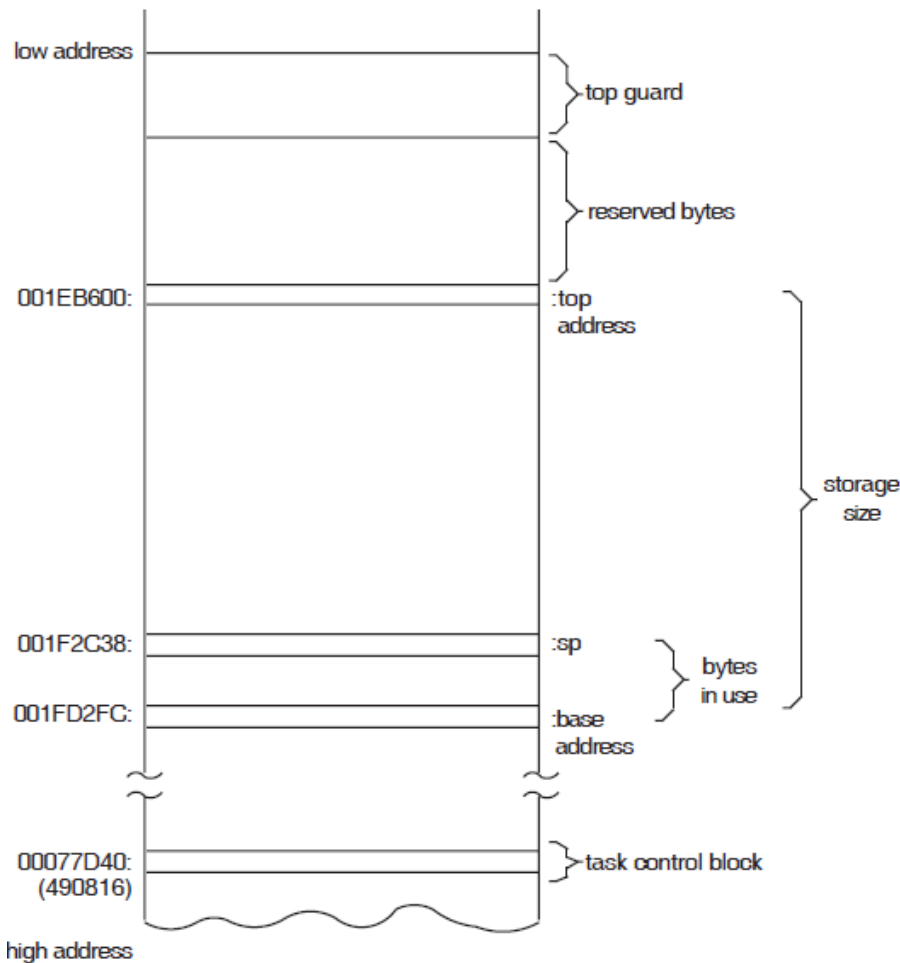 low address
top guard
reserved bytes
001EB600:
:top
address
storage
size
001F2C38:
:sp
bytes
in use
001FD2FC:
:base
address
00077D40:
(490816)
task control block
high address